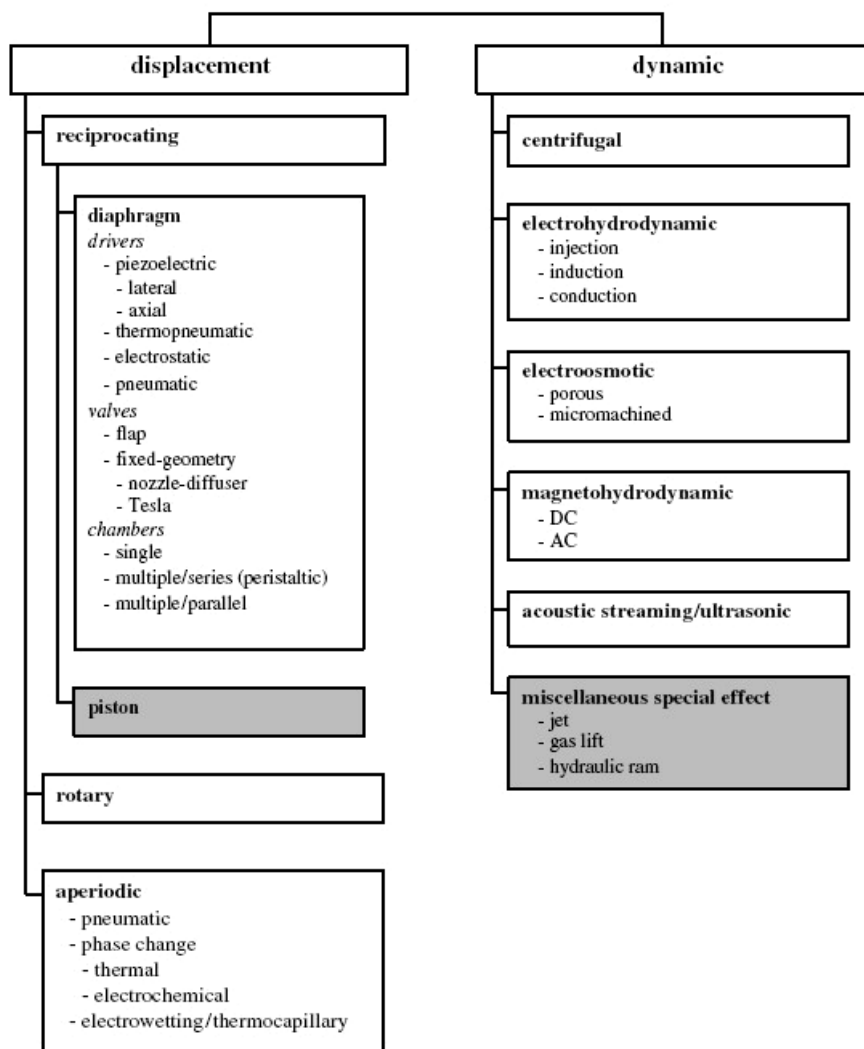 displacement
reciprocating
diaphragm
drivers
- piezoelectric
- lateral
- axial
- thermopneumatic
- electrostatic
- pneumatic
valves
- flap
- fixed-geometry
- nozzle-diffuser
- Tesla
chambers
- single
- multiple/series (peristaltic)
- multiple/parallel
piston
rotary
aperiodic
- pneumatic
- phase change
- thermal
- electrochemical
- electrowetting/thermocapillary
dynamic
centrifugal
electrohydrodynamic
- injection
- induction
- conduction
electroosmotic
- porous
- micromachined
magnetohydrodynamic
- DC
- AC
acoustic streaming/ultrasonic
miscellaneous special effect
- jet
- gas lift
- hydraulic ram